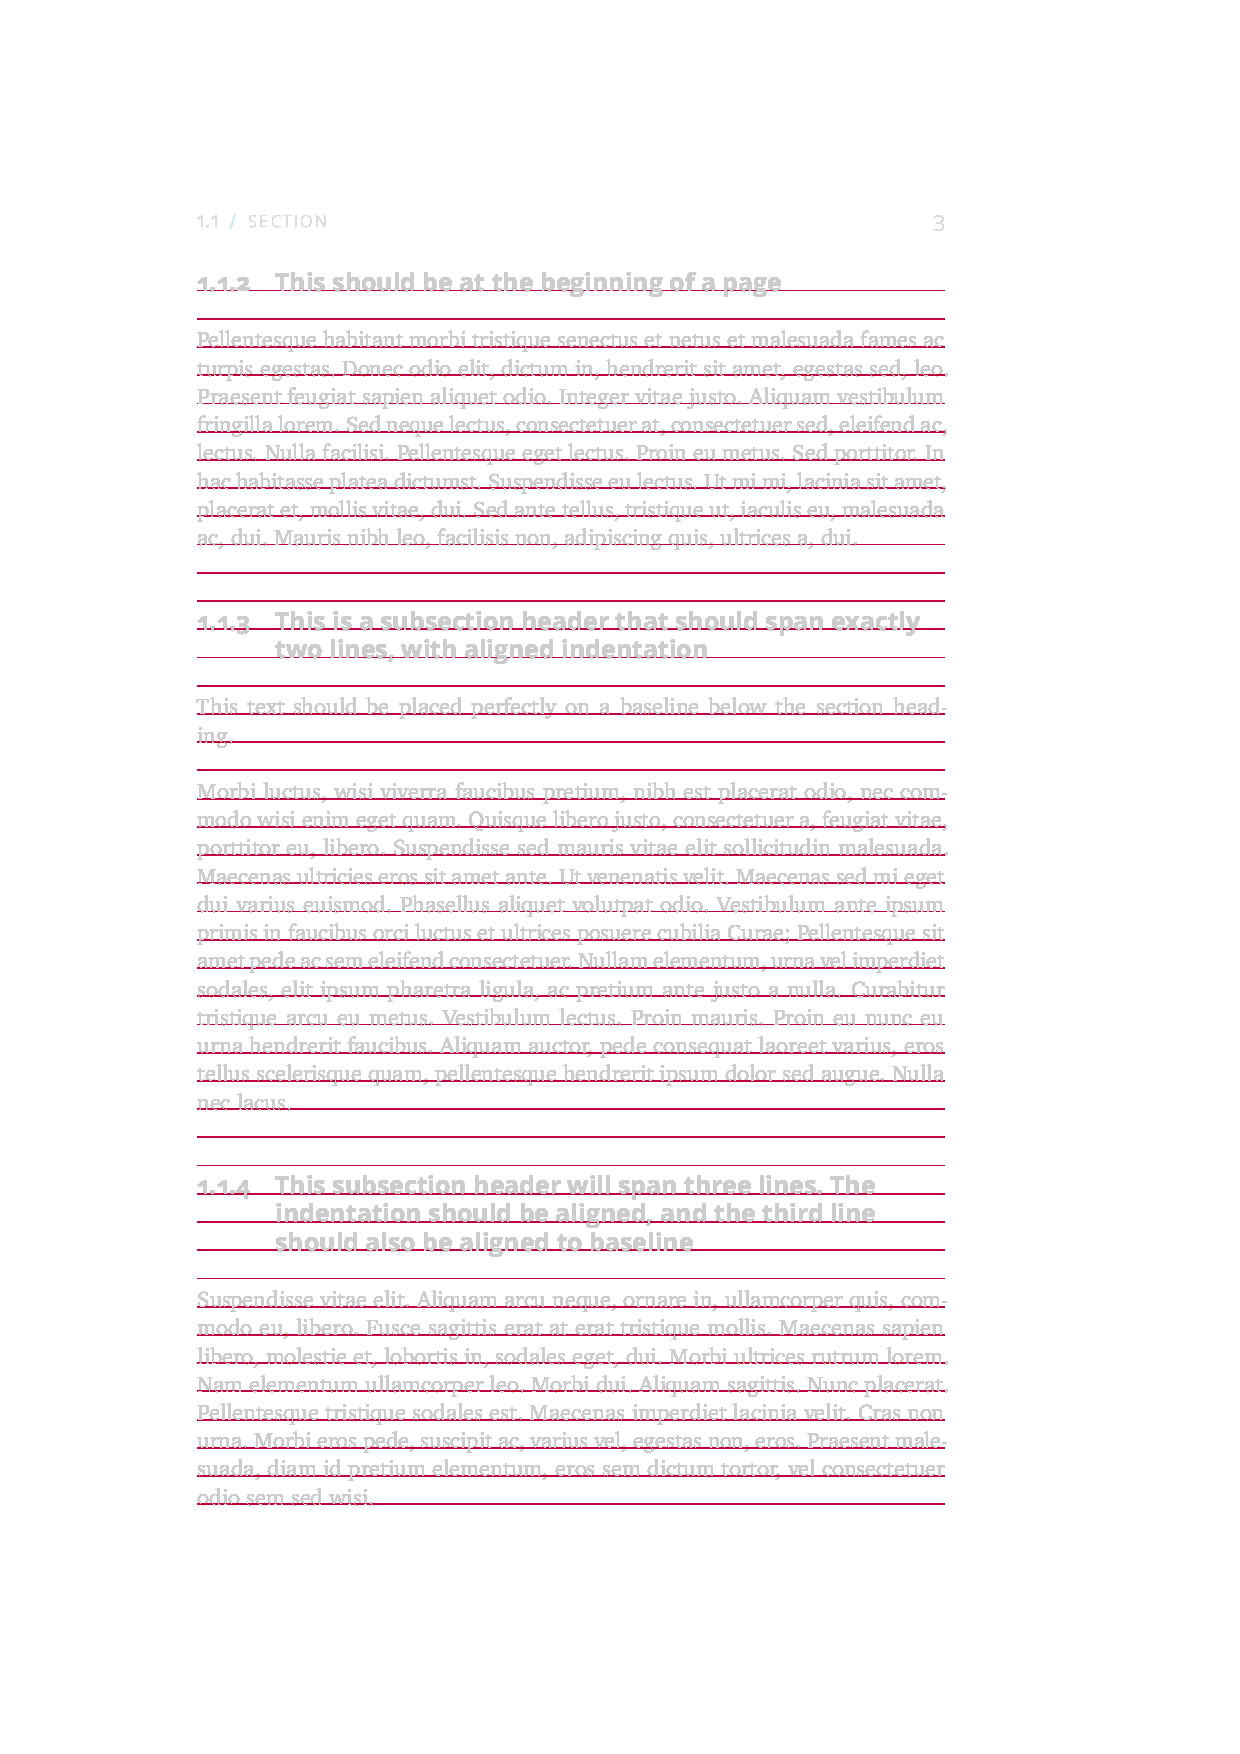 1.1 / SECTION 3
1.1.2 This should be at the beginning of a page
Pellentesque habitant morbi tristique senectus et netus et malesuada fames ac
turpis egestas. Donec odio elit, dictum in, hendrerit sit amet, egestas sed, leo.
Praesent feugiat sapien aliquet odio. Integer vitae justo. Aliquam vestibulum
fringilla lorem. Sed neque lectus, consectetuer at, consectetuer sed, eleifend ac,
lectus. Nulla facilisi. Pellentesque eget lectus. Proin eu metus. Sed porttitor. In
hac habitasse platea dictumst. Suspendisse eu lectus. Ut mi mi, lacinia sit amet,
placerat et, mollis vitae, dui. Sed ante tellus, tristique ut, iaculis eu, malesuada
ac, dui. Mauris nibh leo, facilisis non, adipiscing quis, ultrices a, dui.
1.1.3 This is a subsection header that should span exactly
two lines, with aligned indentation
This text should be placed perfectly on a baseline below the section head-
ing.
Morbi luctus, wisi viverra faucibus pretium, nibh est placerat odio, nec com-
modo wisi enim eget quam. Quisque libero justo, consectetuer a, feugiat vitae,
porttitor eu, libero. Suspendisse sed mauris vitae elit sollicitudin malesuada.
Maecenas ultricies eros sit amet ante. Ut venenatis velit. Maecenas sed mi eget
dui varius euismod. Phasellus aliquet volutpat odio. Vestibulum ante ipsum
primis in faucibus orci luctus et ultrices posuere cubilia Curae; Pellentesque sit
amet pede ac sem eleifend consectetuer. Nullam elementum, urna vel imperdiet
sodales, elit ipsum pharetra ligula, ac pretium ante justo a nulla. Curabitur
tristique arcu eu metus. Vestibulum lectus. Proin mauris. Proin eu nunc eu
urna hendrerit faucibus. Aliquam auctor, pede consequat laoreet varius, eros
tellus scelerisque quam, pellentesque hendrerit ipsum dolor sed augue. Nulla
nec lacus.
1.1.4 This subsection header will span three lines. The
indentation should be aligned, and the third line
should also be aligned to baseline
Suspendisse vitae elit. Aliquam arcu neque, ornare in, ullamcorper quis, com-
modo eu, libero. Fusce sagittis erat at erat tristique mollis. Maecenas sapien
libero, molestie et, lobortis in, sodales eget, dui. Morbi ultrices rutrum lorem.
Nam elementum ullamcorper leo. Morbi dui. Aliquam sagittis. Nunc placerat.
Pellentesque tristique sodales est. Maecenas imperdiet lacinia velit. Cras non
urna. Morbi eros pede, suscipit ac, varius vel, egestas non, eros. Praesent male-
suada, diam id pretium elementum, eros sem dictum tortor, vel consectetuer
odio sem sed wisi.